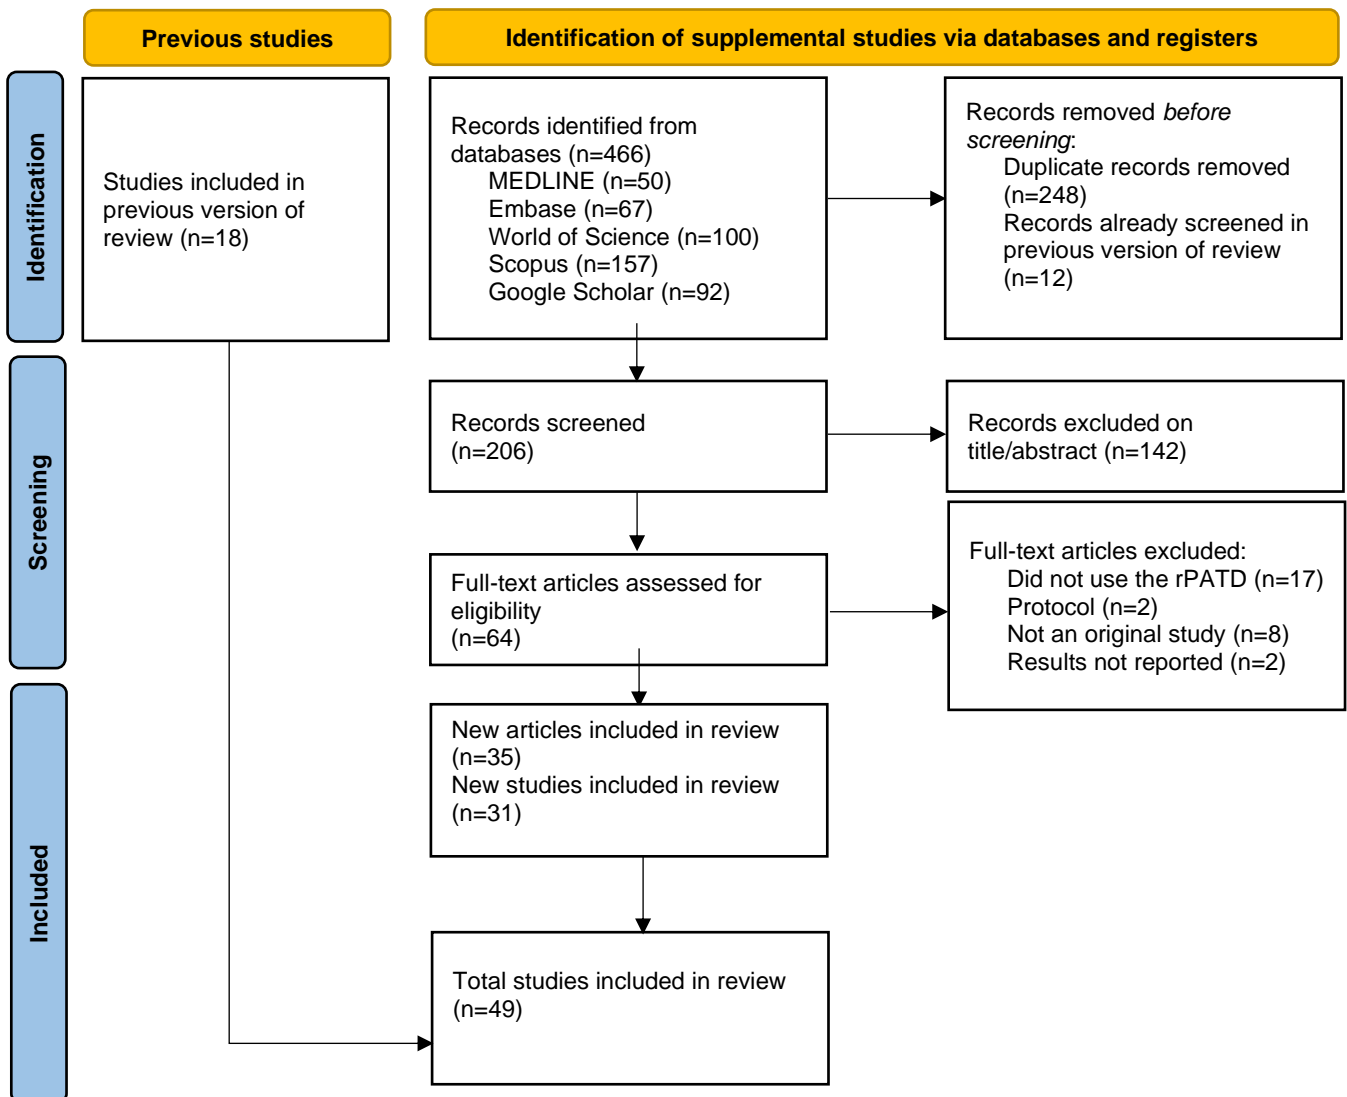 Previous studies
Identification of supplemental studies via databases and registers
Identification
Studies included in
previous version of
review (n=18)
Records identified from
databases (n=466)
MEDLINE (n=50)
Embase (n=67)
World of Science (n=100)
Scopus (n=157)
Google Scholar (n=92)
Records removed before
screening:
Duplicate records removed
(n=248)
Records already screened in
previous version of review
(n=12)
Screening
Records screened
(n=206)
Records excluded on
title/abstract (n=142)
Full-text articles assessed for
eligibility
(n=64)
Full-text articles excluded:
Did not use the rPATD (n=17)
Protocol (n=2)
Not an original study (n=8)
Results not reported (n=2)
Included
New articles included in review
(n=35)
New studies included in review
(n=31)
Total studies included in review
(n=49)